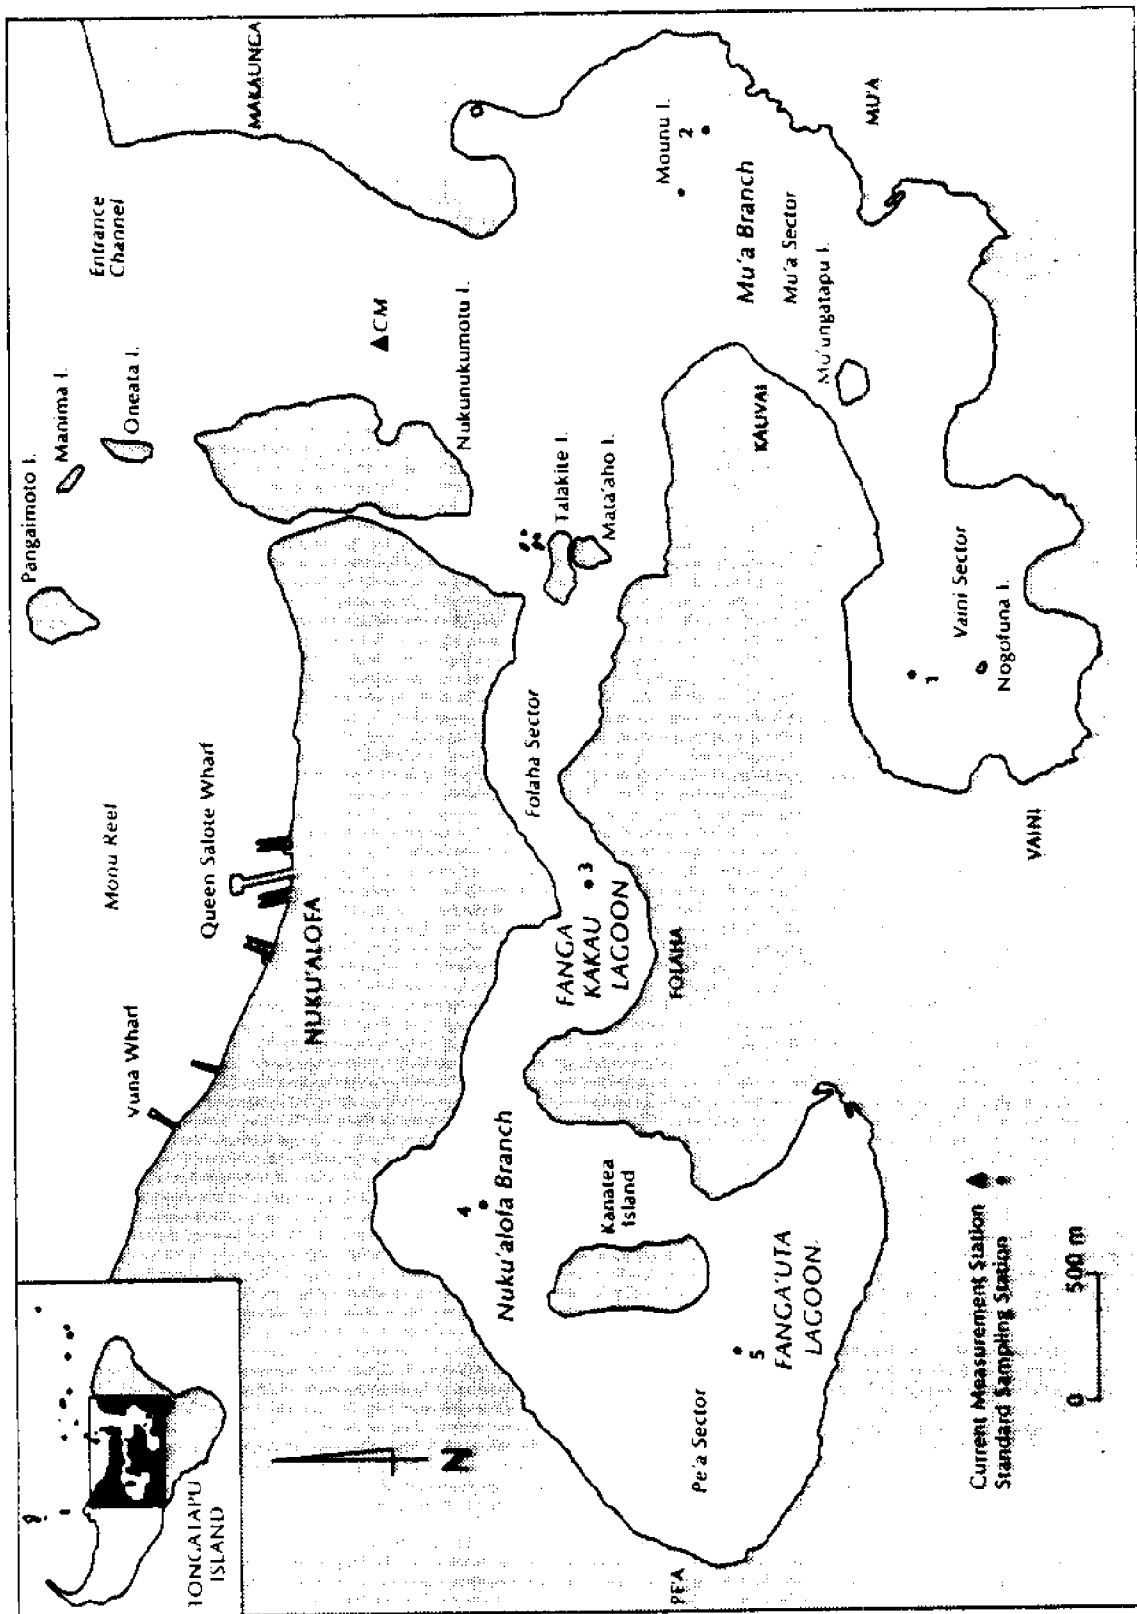 Pangaimoto I.
Manima I.
Oneata I.
Entrance
Channel
MAKAUNGA
Monu Reef
Vuna Wharf
Queen Salote Wharf
NUKU'ALOFA
CM
Nukunukumotu I.
Talakite I.
Mata'aho I.
Folaha Sector
FANGA
KAKAU
LAGOON
3
FOLAHA
Nuku'alofa Branch
4
Kanatea
Island
5
FANGA'UTA
LAGOON
Pe'a Sector
PE'A
Mounu I.
2
Mu'a Branch
Mu'a Sector
MU'A
Mo'ungatapu I.
KAUVAI
Vaini Sector
1
Nogofuna I.
VAINI
TONGATAPU
ISLAND
N
Current Measurement Station
Standard Sampling Station
0 500 m